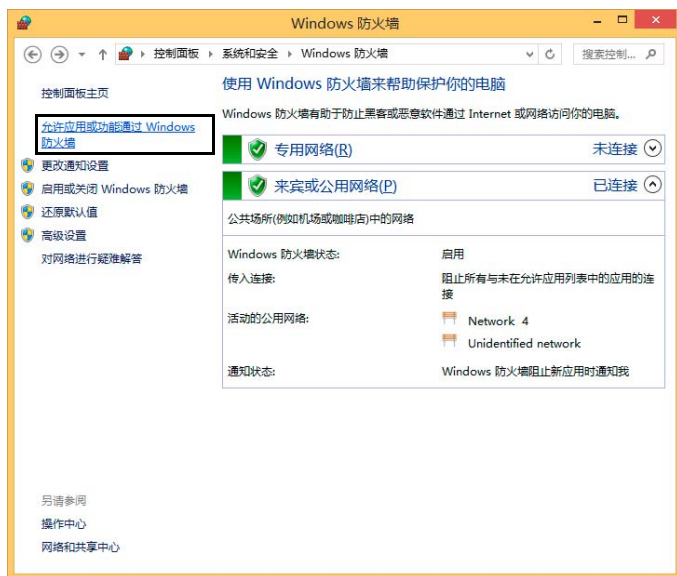 Windows 防火墙
控制面板 系统和安全 Windows 防火墙
搜索控制...
控制面板主页
允许应用或功能通过 Windows
防火墙
更改通知设置
启用或关闭 Windows 防火墙
还原默认值
高级设置
对网络进行疑难解答
使用 Windows 防火墙来帮助保护你的电脑
Windows 防火墙有助于防止黑客或恶意软件通过 Internet 或网络访问你的电脑。
专用网络(R) 未连接
来宾或公用网络(P) 已连接
公共场所(例如机场或咖啡店)中的网络
Windows 防火墙状态: 启用
传入连接: 阻止所有与未在允许应用列表中的应用的连
接
活动的公用网络: Network 4
Unidentified network
通知状态: Windows 防火墙阻止新应用时通知我
另请参阅
操作中心
网络和共享中心